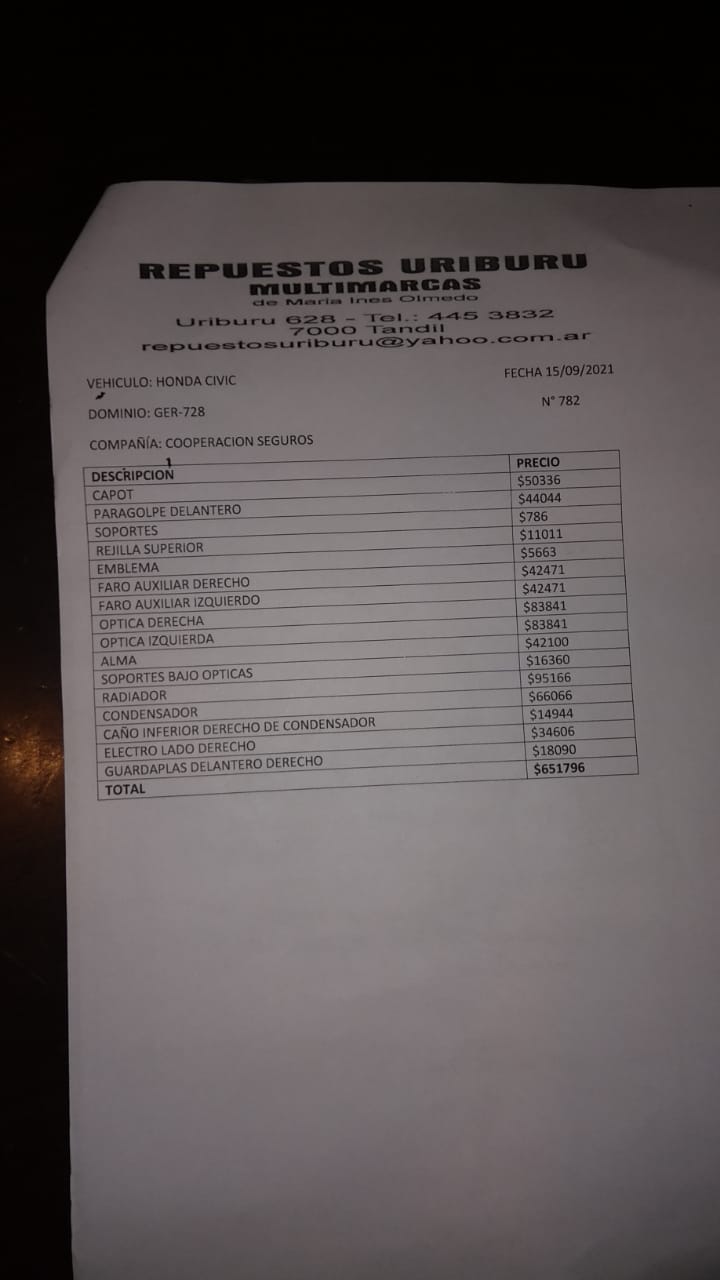 REPUESTOS URIBURU
MULTIMARCAS
de Maria Ines Olmedo
Uriburu 628 - Tel.: 445 3832
7000 Tandil
repuestosuriburu@yahoo.com.ar
VEHICULO: HONDA CIVIC FECHA 15/09/2021
DOMINIO: GER-728 N° 782
COMPAÑÍA: COOPERACION SEGUROS
DESCRIPCION PRECIO
CAPOT $50336
PARAGOLPE DELANTERO $44044
SOPORTES $786
REJILLA SUPERIOR $11011
EMBLEMA $5663
FARO AUXILIAR DERECHO $42471
FARO AUXILIAR IZQUIERDO $42471
OPTICA DERECHA $83841
OPTICA IZQUIERDA $83841
ALMA $42100
SOPORTES BAJO OPTICAS $16360
RADIADOR $95166
CONDENSADOR $66066
CAÑO INFERIOR DERECHO DE CONDENSADOR $14944
ELECTRO LADO DERECHO $34606
GUARDAPLAS DELANTERO DERECHO $18090
TOTAL $651796